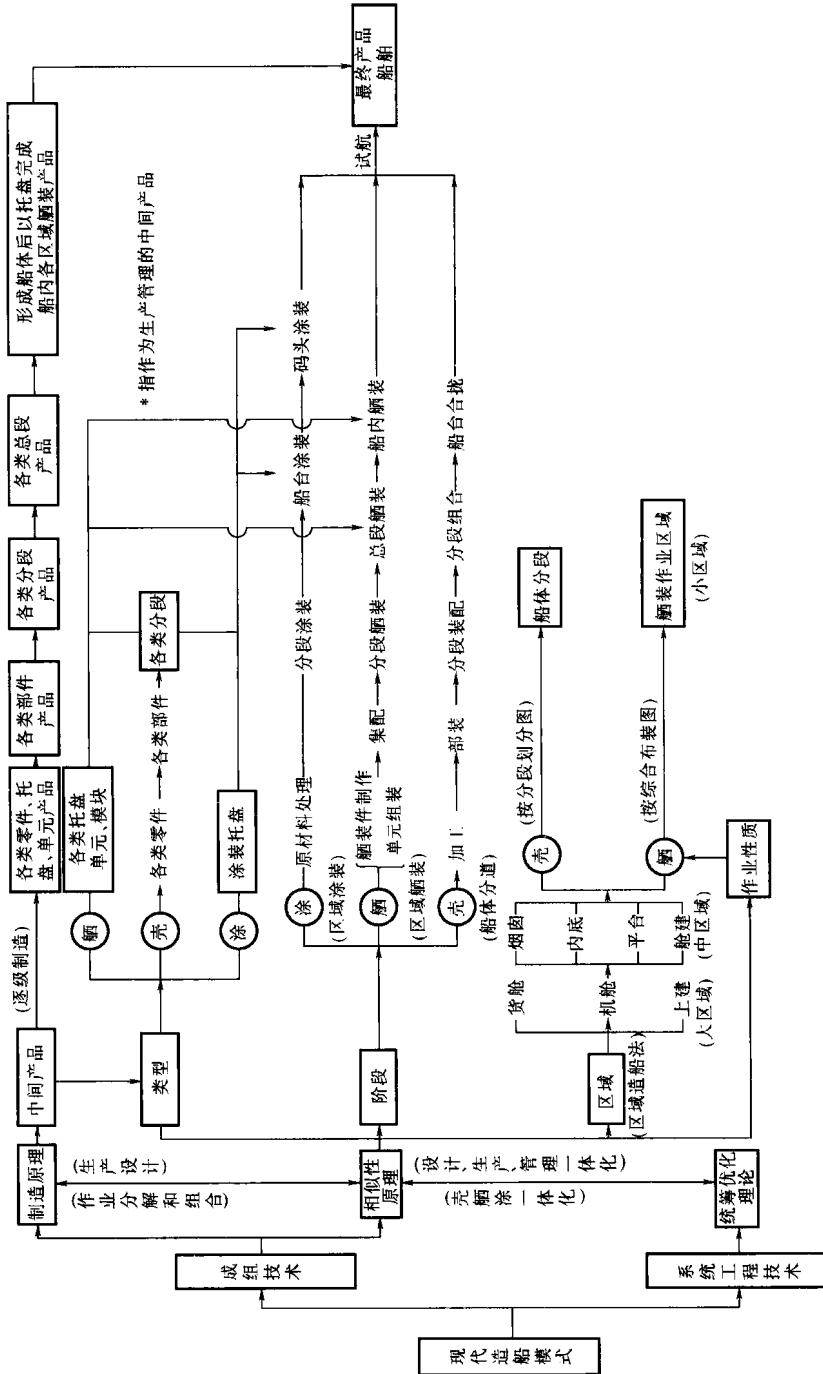 现代造船模式
成组技术
系统工程技术
制造原理
(生产设计)
(作业分解和组合)
相似性
原理
(设计、生产、管理一体化)
(壳舾涂一体化)
统筹优化
理论
中间产品
(逐级制造)
各类零件、托
盘、单元产品
各类部件
产品
各类分段
产品
各类总段
产品
形成船体后以托盘完成
船内各区域舾装产品
最终产品
船舶
类型
舾
各类托盘
单元、模块
壳
各类零件
各类部件
各类分段
涂
涂装托盘
*指作为生产管理的中间产品
阶段
涂
(区域涂装)
原材料处理
分段涂装
船台涂装
码头涂装
舾
(区域舾装)
舾装件制作
单元组装
集配
分段舾装
总段舾装
船内舾装
壳
(船体分道)
加工
部装
分段装配
分段组合
船台合拢
试航
区域
(区域造船法)
货舱
机舱
上建
(大区域)
烟囱
内底
平台
舱建
(中区域)
壳
(按分段划分图)
船体分段
舾
(按综合布装图)
舾装作业区域
(小区域)
作业性质